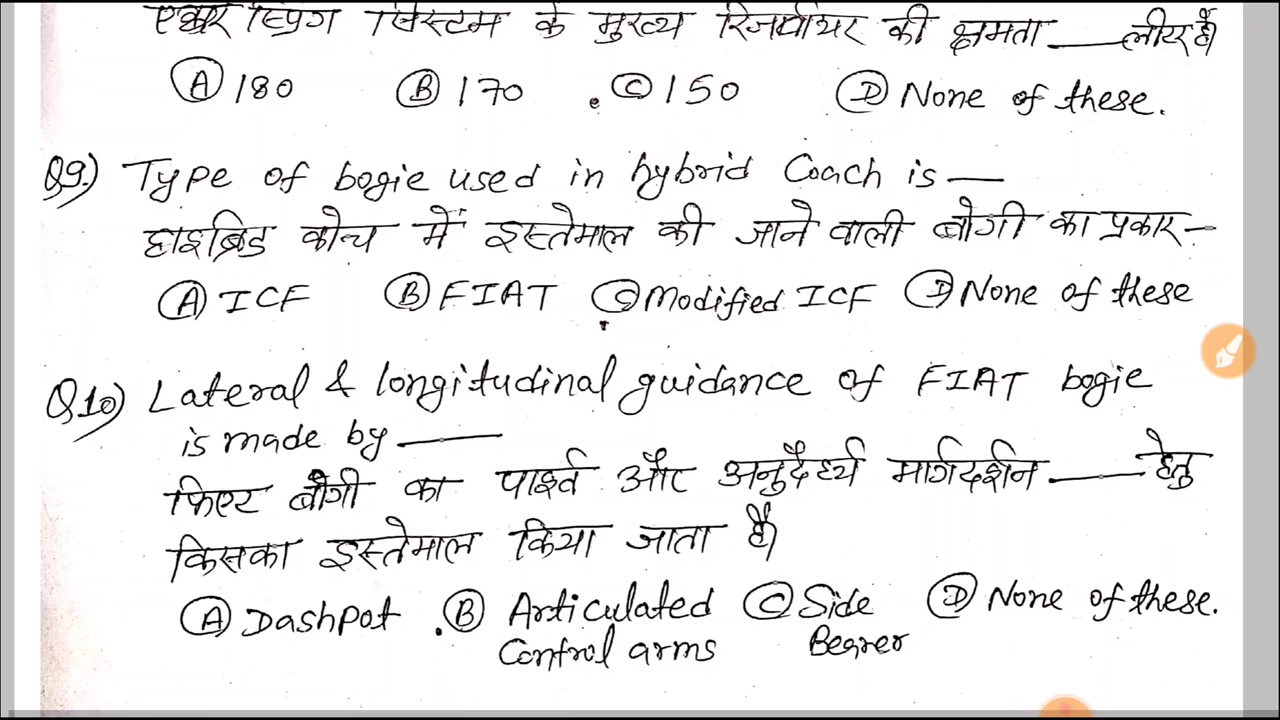 एयर स्प्रिंग सिस्टम के मुख्य रिजर्वायर की क्षमता ___ लीटर है।
Ⓐ 180 Ⓑ 170 Ⓒ 150 Ⓓ None of these.
Q9.) Type of bogie used in hybrid Coach is —
हाइब्रिड कोच में इस्तेमाल की जाने वाली बोगी का प्रकार —
Ⓐ ICF Ⓑ FIAT Ⓒ Modified ICF Ⓓ None of these
Q10) Lateral & longitudinal guidance of FIAT bogie
is made by ___
फिएट बोगी का पार्श्व और अनुदैर्ध्य मार्गदर्शन ___ हेतु
किसका इस्तेमाल किया जाता है।
Ⓐ Dashpot Ⓑ Articulated Ⓒ Side Ⓓ None of these.
Control arms Bearer